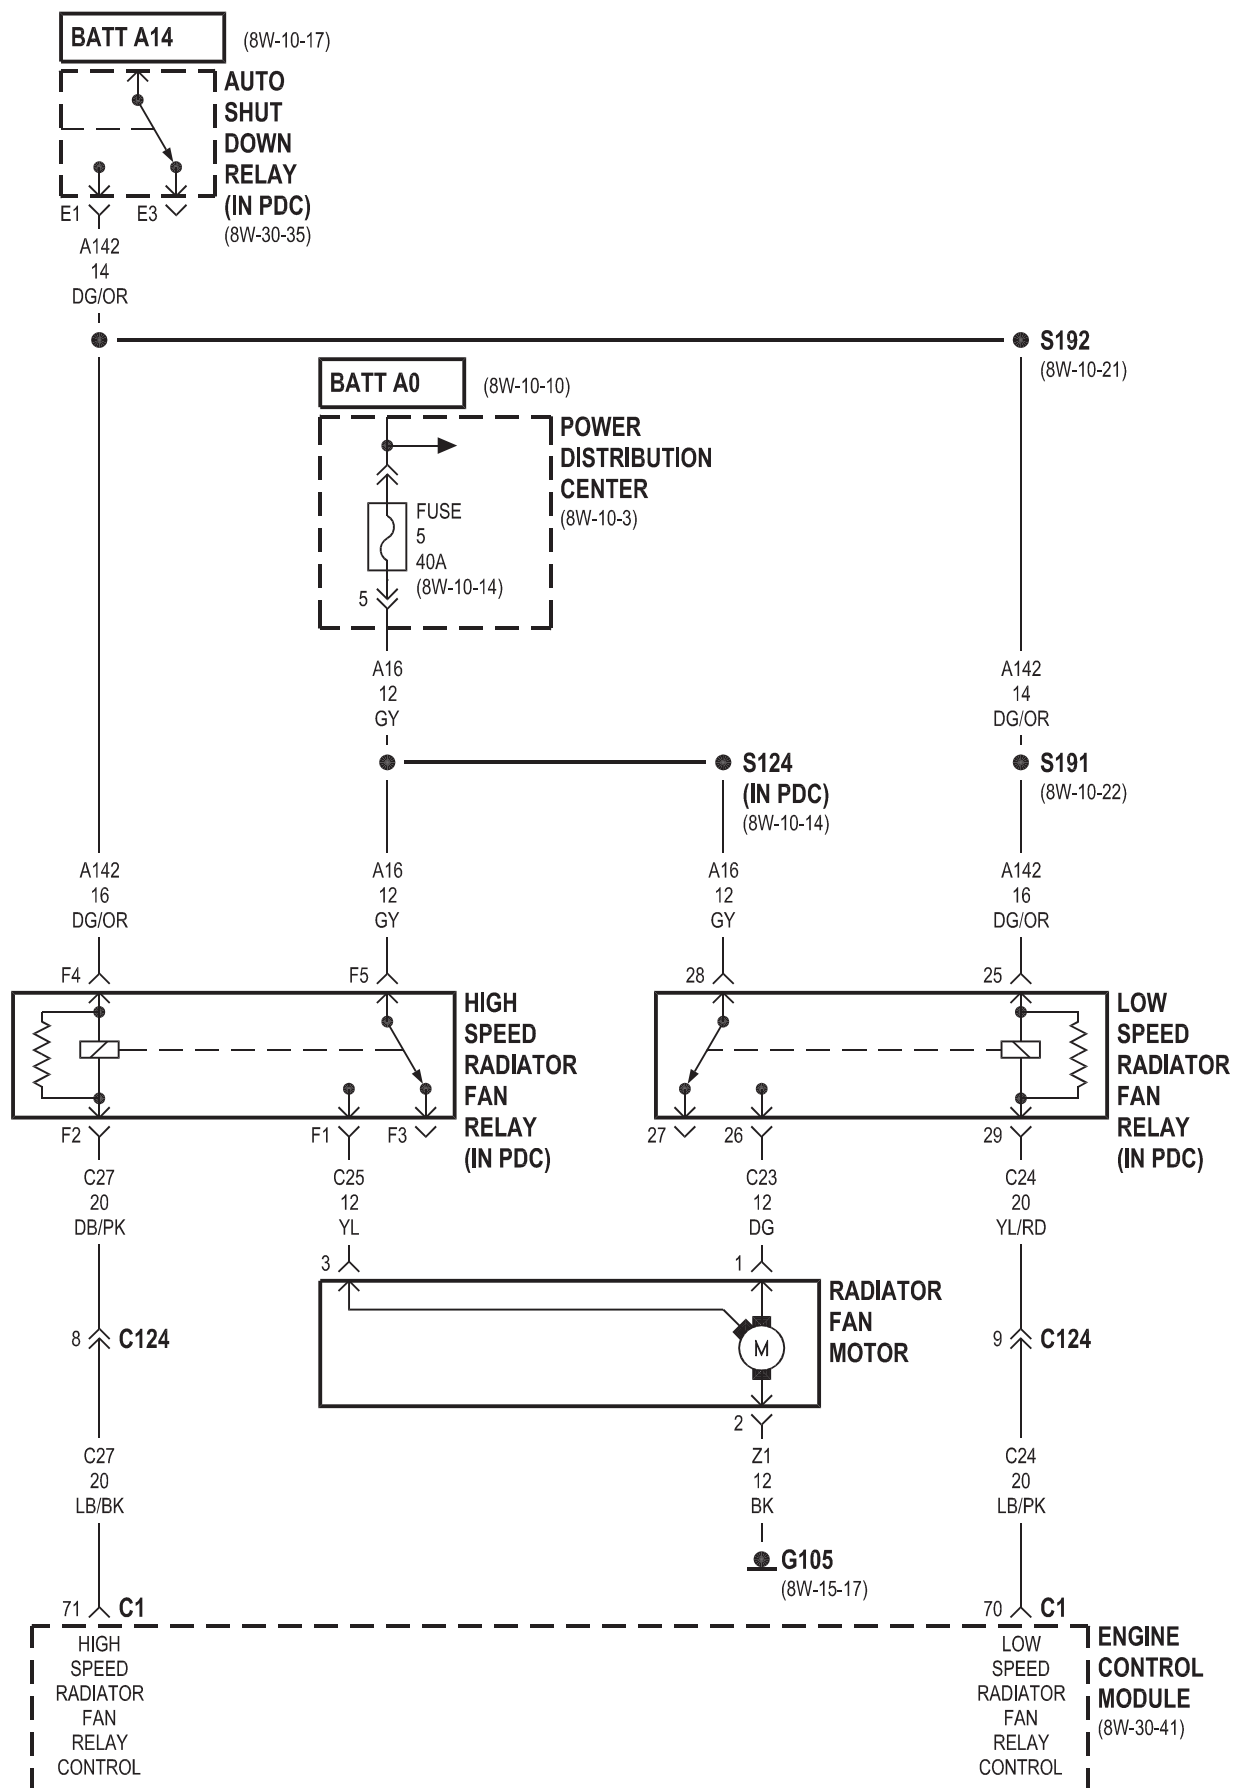 BATT A14
(8W-10-17)
AUTO
SHUT
DOWN
RELAY
(IN PDC)
(8W-30-35)
E1
E3
A142
14
DG/OR
S192
(8W-10-21)
BATT A0
(8W-10-10)
POWER
DISTRIBUTION
CENTER
(8W-10-3)
FUSE
5
40A
(8W-10-14)
5
A16
12
GY
A142
14
DG/OR
S124
(IN PDC)
(8W-10-14)
S191
(8W-10-22)
A142
16
DG/OR
A16
12
GY
A16
12
GY
A142
16
DG/OR
F4
F5
28
25
HIGH
SPEED
RADIATOR
FAN
RELAY
(IN PDC)
LOW
SPEED
RADIATOR
FAN
RELAY
(IN PDC)
F2
F1
F3
27
26
29
C27
20
DB/PK
C25
12
YL
C23
12
DG
C24
20
YL/RD
3
1
RADIATOR
FAN
MOTOR
M
8
C124
9
C124
2
C27
20
LB/BK
Z1
12
BK
C24
20
LB/PK
G105
(8W-15-17)
71
C1
70
C1
HIGH
SPEED
RADIATOR
FAN
RELAY
CONTROL
LOW
SPEED
RADIATOR
FAN
RELAY
CONTROL
ENGINE
CONTROL
MODULE
(8W-30-41)